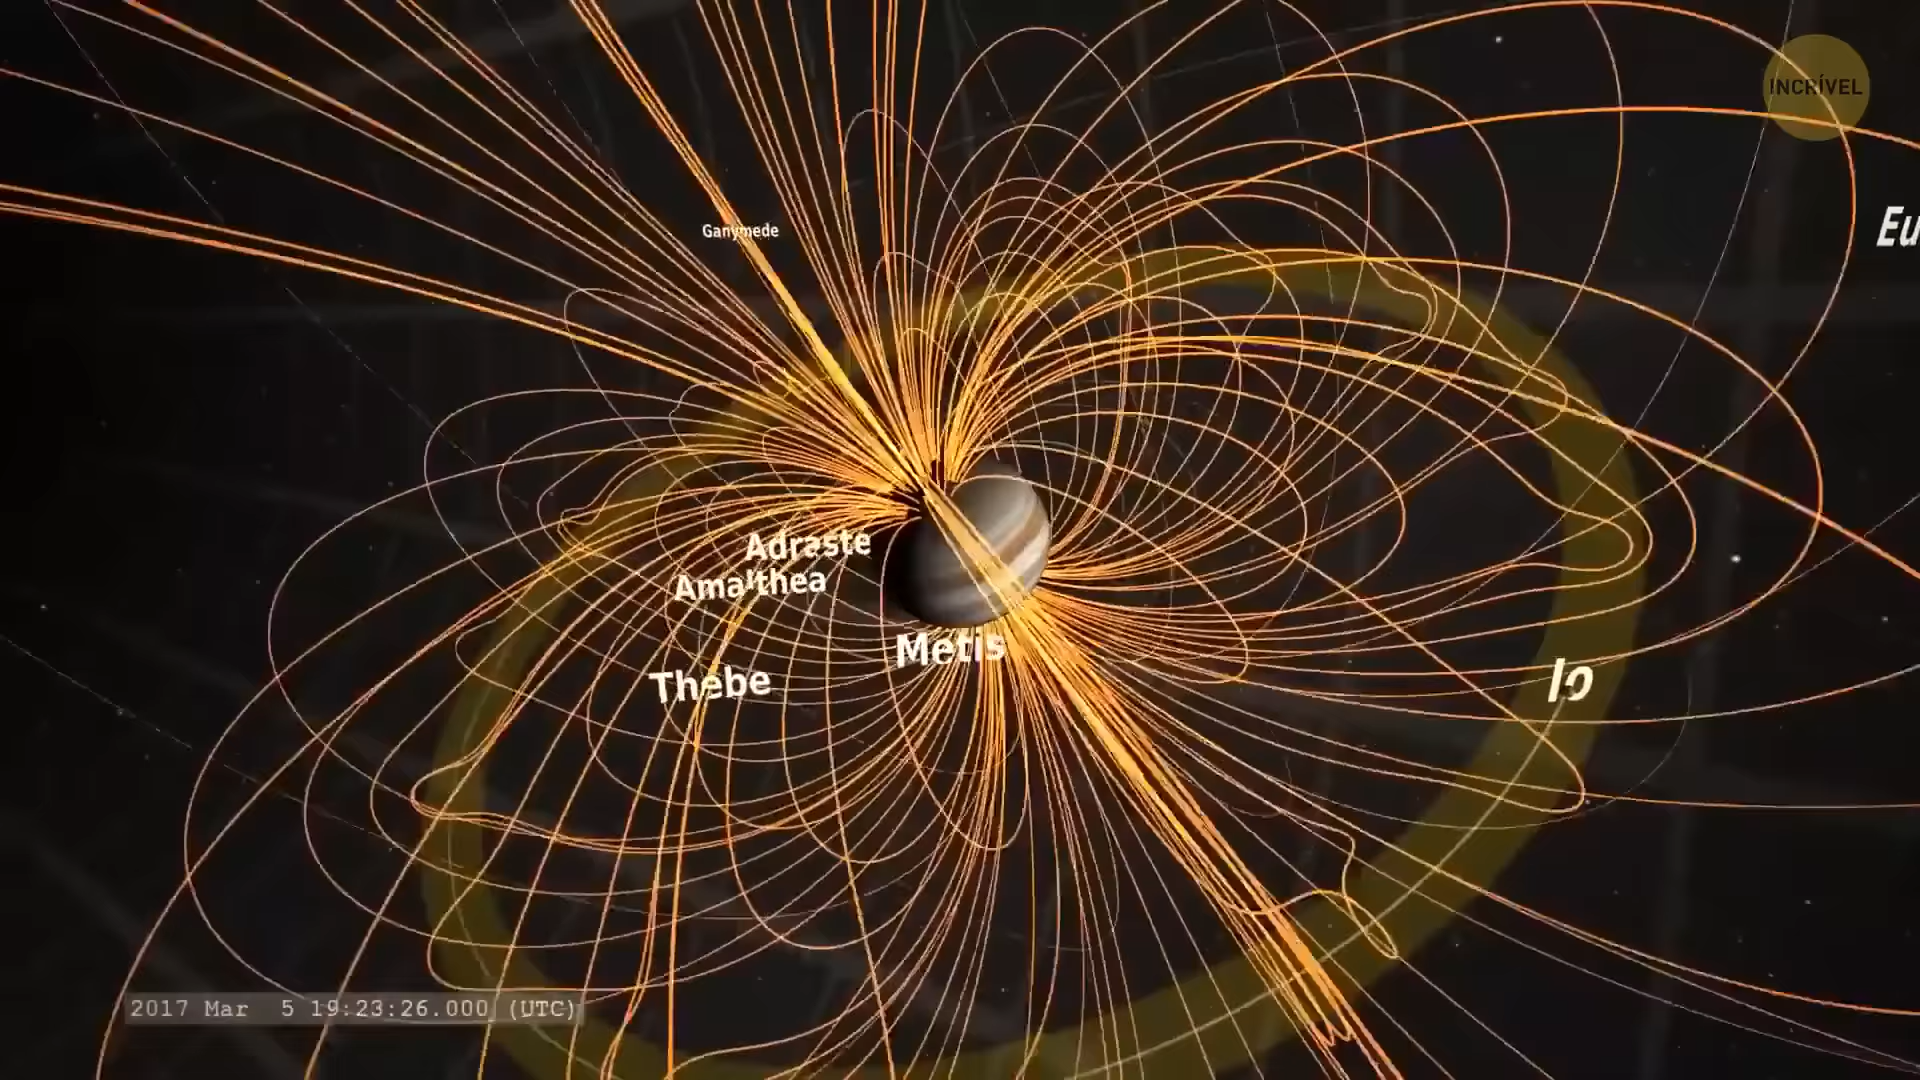 INCRÍVEL
Ganymede
Eu
Adraste
Amalthea
Metis
Thebe
Io
2017 Mar  5 19:23:26.000 (UTC)